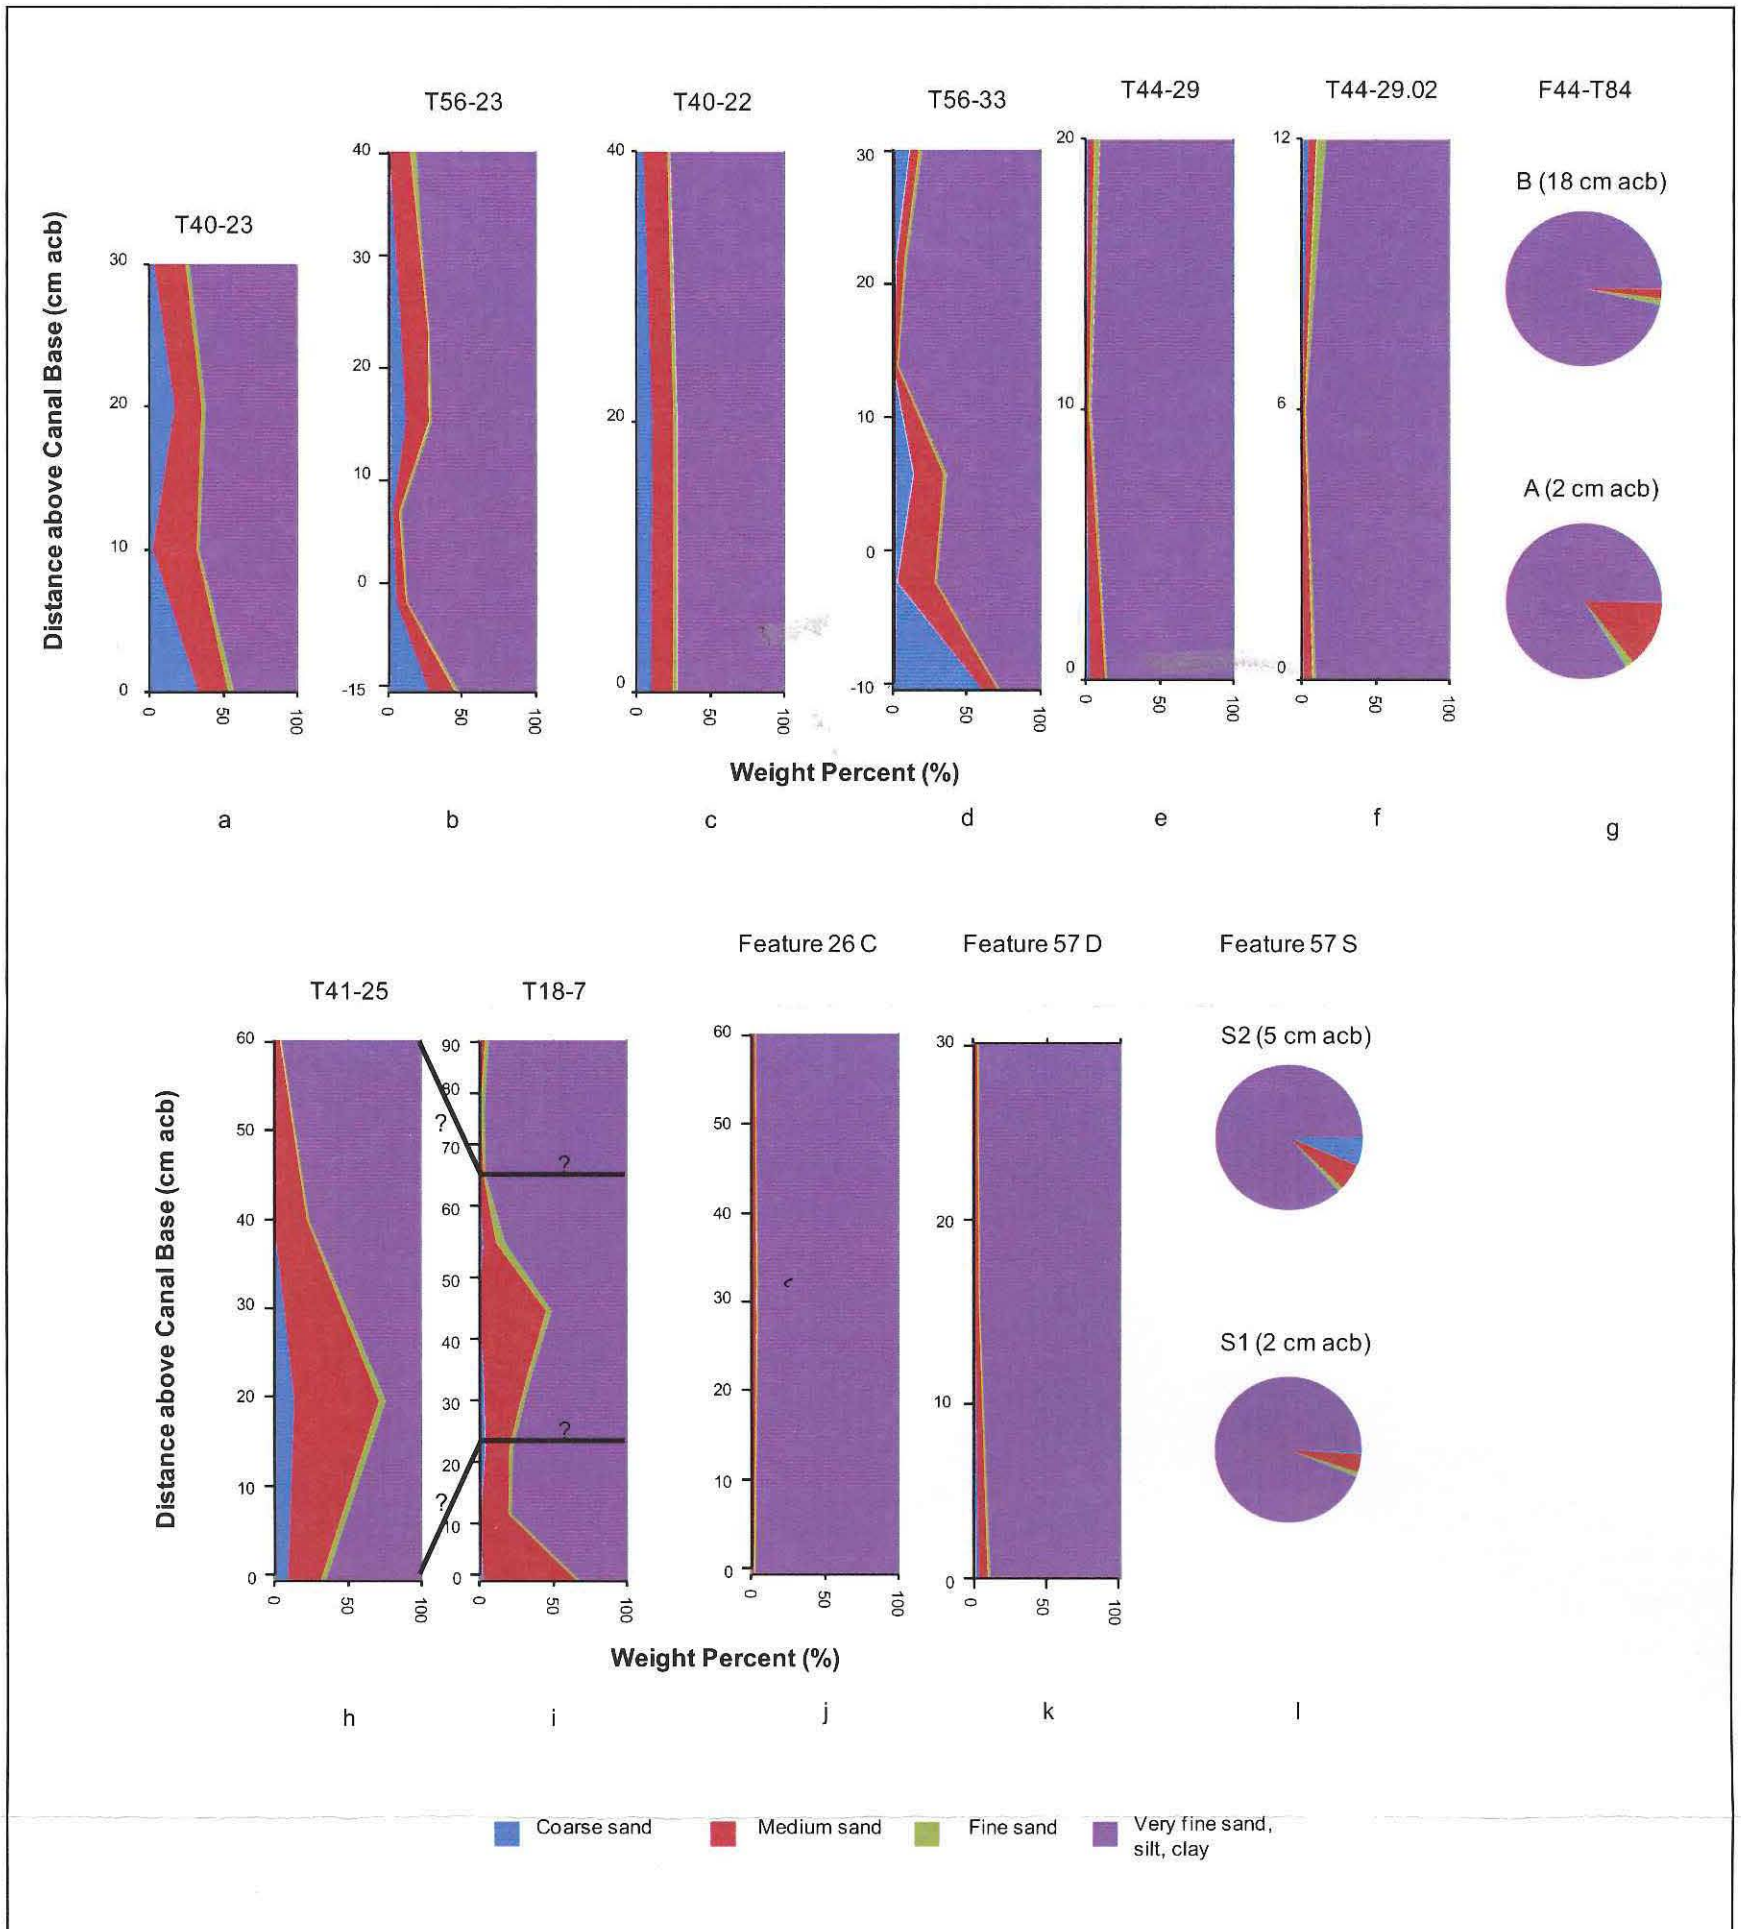 T40-23
T56-23
T40-22
T56-33
T44-29
T44-29.02
F44-T84
Distance above Canal Base (cm acb)
30
20
10
0
0
50
100
40
30
20
10
0
-15
0
50
100
40
20
0
0
50
100
30
20
10
0
-10
0
50
100
20
10
0
0
50
100
12
6
0
0
50
100
B (18 cm acb)
A (2 cm acb)
Weight Percent (%)
a
b
c
d
e
f
g
T41-25
T18-7
Feature 26 C
Feature 57 D
Feature 57 S
Distance above Canal Base (cm acb)
60
50
40
30
20
10
0
0
50
100
?
?
90
80
70
60
50
40
30
20
10
0
?
?
0
50
100
60
50
40
30
20
10
0
0
50
100
30
20
10
0
0
50
100
S2 (5 cm acb)
S1 (2 cm acb)
Weight Percent (%)
h
i
j
k
l
Coarse sand
Medium sand
Fine sand
Very fine sand,
silt, clay